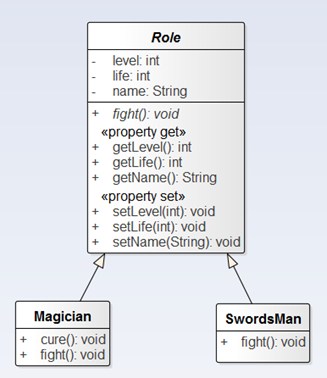 Role
- level: int
- life: int
- name: String
+ fight(): void
«property get»
+ getLevel(): int
+ getLife(): int
+ getName(): String
«property set»
+ setLevel(int): void
+ setLife(int): void
+ setName(String): void
Magician
+ cure(): void
+ fight(): void
SwordsMan
+ fight(): void